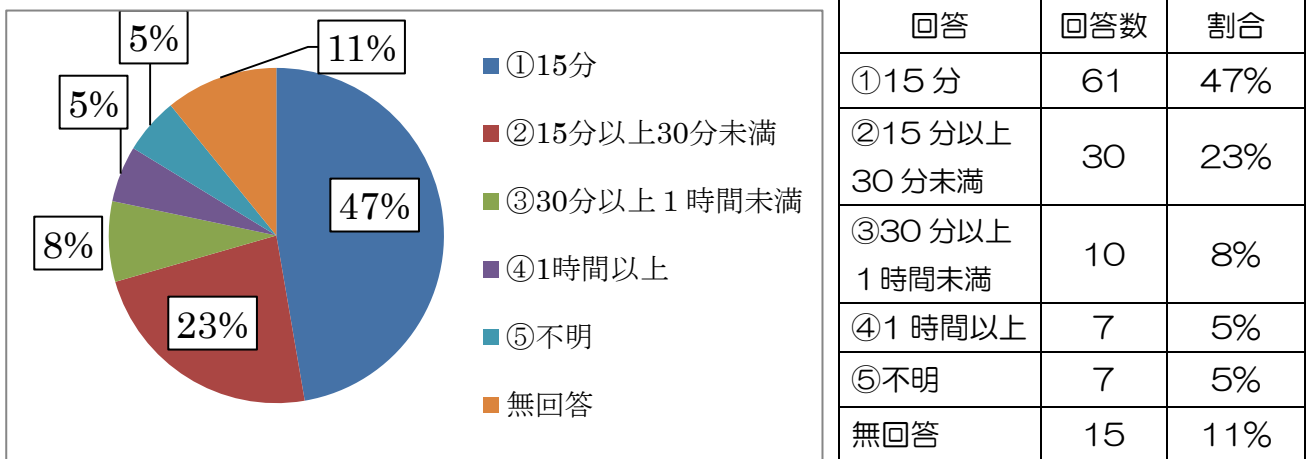 5%
11%
5%
47%
8%
23%
①15分
②15分以上30分未満
③30分以上１時間未満
④1時間以上
⑤不明
無回答
回答 回答数 割合
①15 分 61 47%
②15 分以上
30 分未満 30 23%
③30 分以上
１時間未満 10 8%
④1 時間以上 7 5%
⑤不明 7 5%
無回答 15 11%